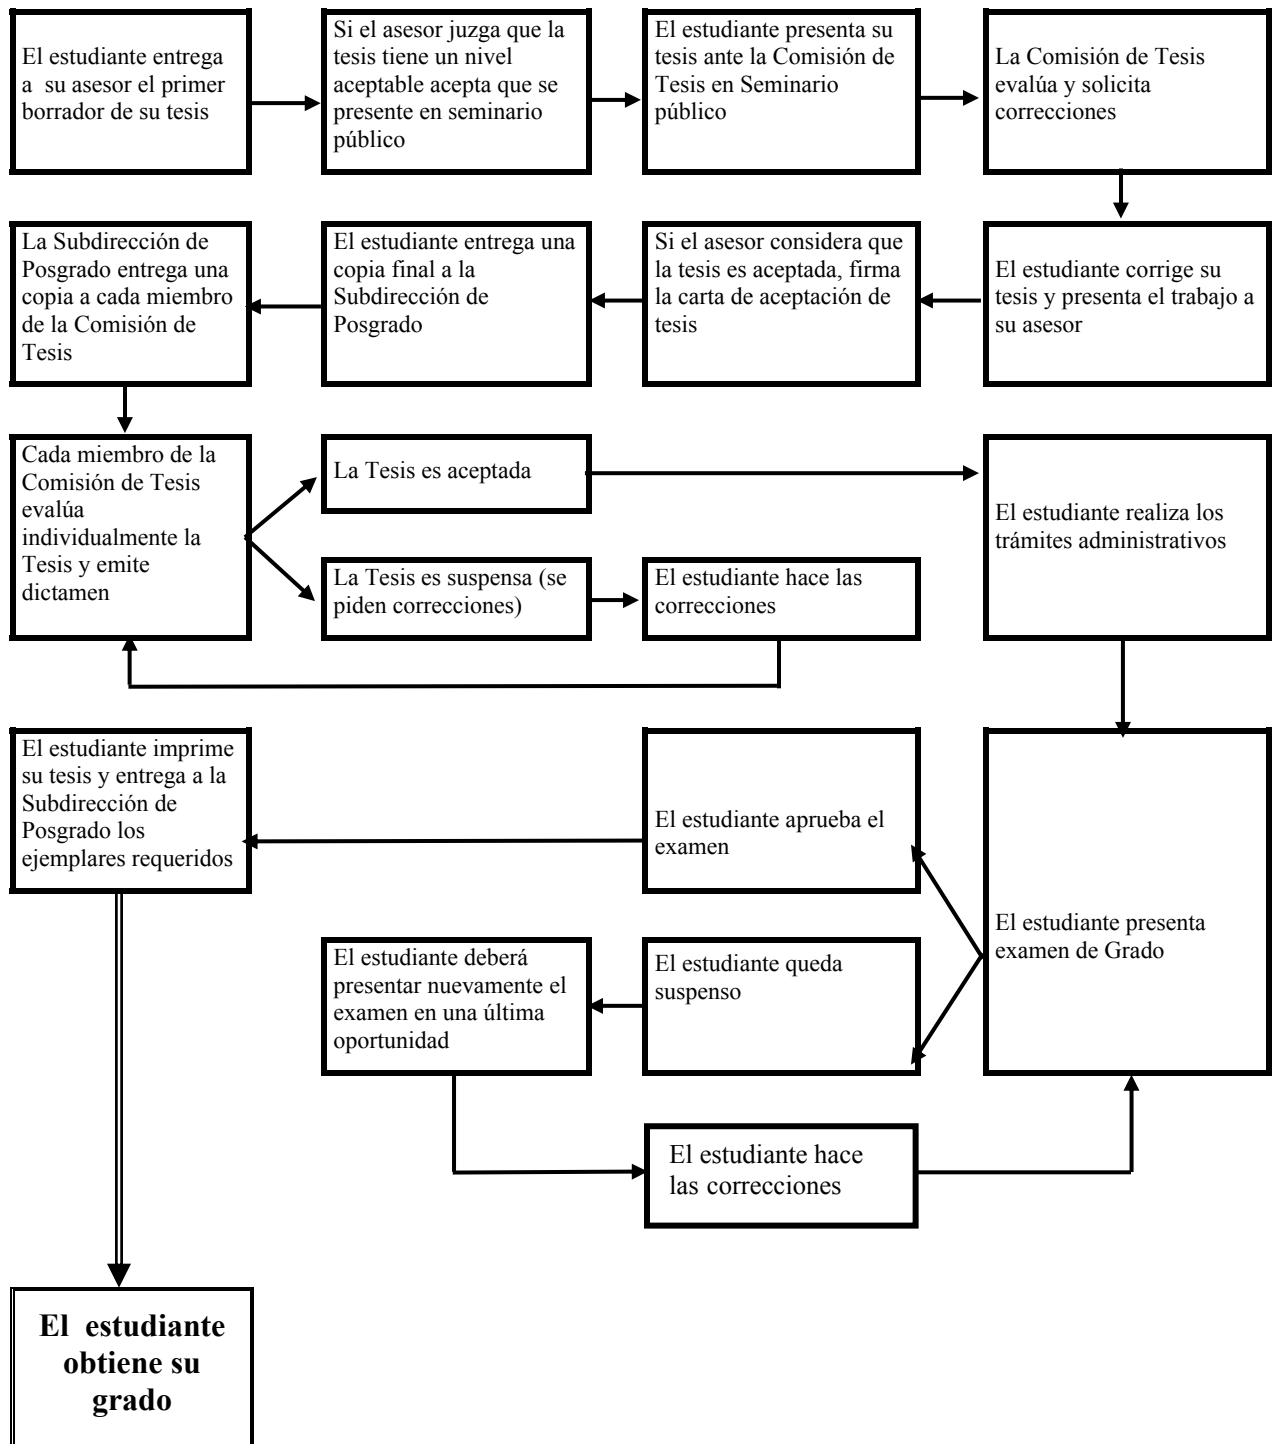 El estudiante entrega
a su asesor el primer
borrador de su tesis
Si el asesor juzga que la
tesis tiene un nivel
aceptable acepta que se
presente en seminario
público
El estudiante presenta su
tesis ante la Comisión de
Tesis en Seminario
público
La Comisión de Tesis
evalúa y solicita
correcciones
El estudiante corrige su
tesis y presenta el trabajo a
su asesor
Si el asesor considera que
la tesis es aceptada, firma
la carta de aceptación de
tesis
El estudiante entrega una
copia final a la
Subdirección de
Posgrado
La Subdirección de
Posgrado entrega una
copia a cada miembro
de la Comisión de
Tesis
Cada miembro de la
Comisión de Tesis
evalúa
individualmente la
Tesis y emite
dictamen
La Tesis es aceptada
La Tesis es suspensa (se
piden correcciones)
El estudiante hace las
correcciones
El estudiante realiza los
trámites administrativos
El estudiante presenta
examen de Grado
El estudiante aprueba el
examen
El estudiante queda
suspenso
El estudiante deberá
presentar nuevamente el
examen en una última
oportunidad
El estudiante hace
las correcciones
El estudiante imprime
su tesis y entrega a la
Subdirección de
Posgrado los
ejemplares requeridos
El estudiante
obtiene su
grado